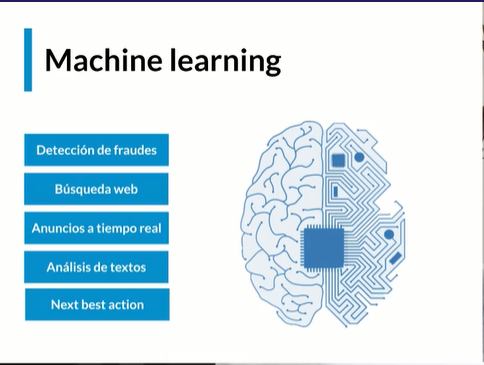 Machine learning
Detección de fraudes
Búsqueda web
Anuncios a tiempo real
Análisis de textos
Next best action